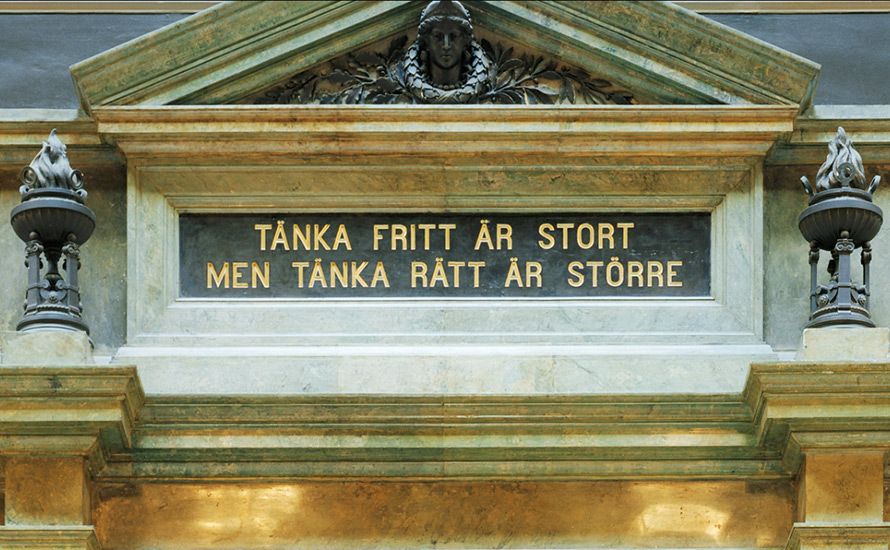 TÄNKA FRITT ÄR STORT
MEN TÄNKA RÄTT ÄR STÖRRE